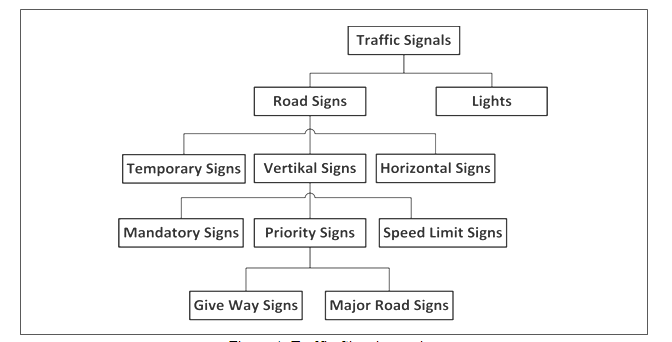 Traffic Signals
Road Signs
Lights
Temporary Signs
Vertikal Signs
Horizontal Signs
Mandatory Signs
Priority Signs
Speed Limit Signs
Give Way Signs
Major Road Signs